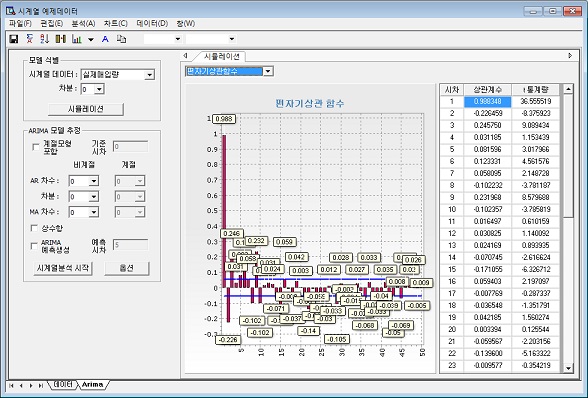 시계열 예제데이터
파일(F) 편집(E) 분석(A) 차트(C) 데이터(D) 창(W)
모델 식별
시계열 데이터 : 실제매입량
차분 : 0
시뮬레이션
ARIMA 모델 추정
계절모형 포함 기준 시차 0
비계절 계절
AR 차수 : 0 0
차분 : 0 0
MA 차수 : 0 0
상수항
ARIMA 예측생성 예측 시차 5
시계열분석 시작 옵션
시뮬레이션
편자기상관함수
편자기상관 함수
1.1
1
0.9
0.8
0.7
0.6
0.5
0.4
0.3
0.2
0.1
0
-0.1
-0.2
-0.3
0.988
0.246
0.232
0.059
0.031
0.024
0.042
0.003
0.012
0.028
0.027
0.033
0.035
0.026
0.008
0.009
-0.005
-0.071
-0.037
-0.055
-0.03
-0.033
-0.04
-0.039
-0.102
-0.102
-0.14
-0.105
-0.068
-0.069
-0.05
-0.226
5 10 15 20 25 30 35 40 45 50
시차 상관계수 t 통계량
1 0.988348 36.555519
2 -0.226459 -8.375923
3 0.245750 9.089434
4 0.031185 1.153439
5 0.081596 3.017966
6 0.123331 4.561576
7 0.058095 2.148728
8 -0.102232 -3.781187
9 0.231968 8.579688
10 -0.102357 -3.785819
11 0.016497 0.610159
12 0.030825 1.140092
13 0.024169 0.893935
14 -0.070745 -2.616624
15 -0.171055 -6.326712
16 0.059403 2.197097
17 -0.007769 -0.287337
18 -0.036548 -1.351791
19 0.042185 1.560274
20 0.003394 0.125544
21 -0.059567 -2.203156
22 -0.139600 -5.163322
23 -0.009577 -0.354219
데이터 Arima